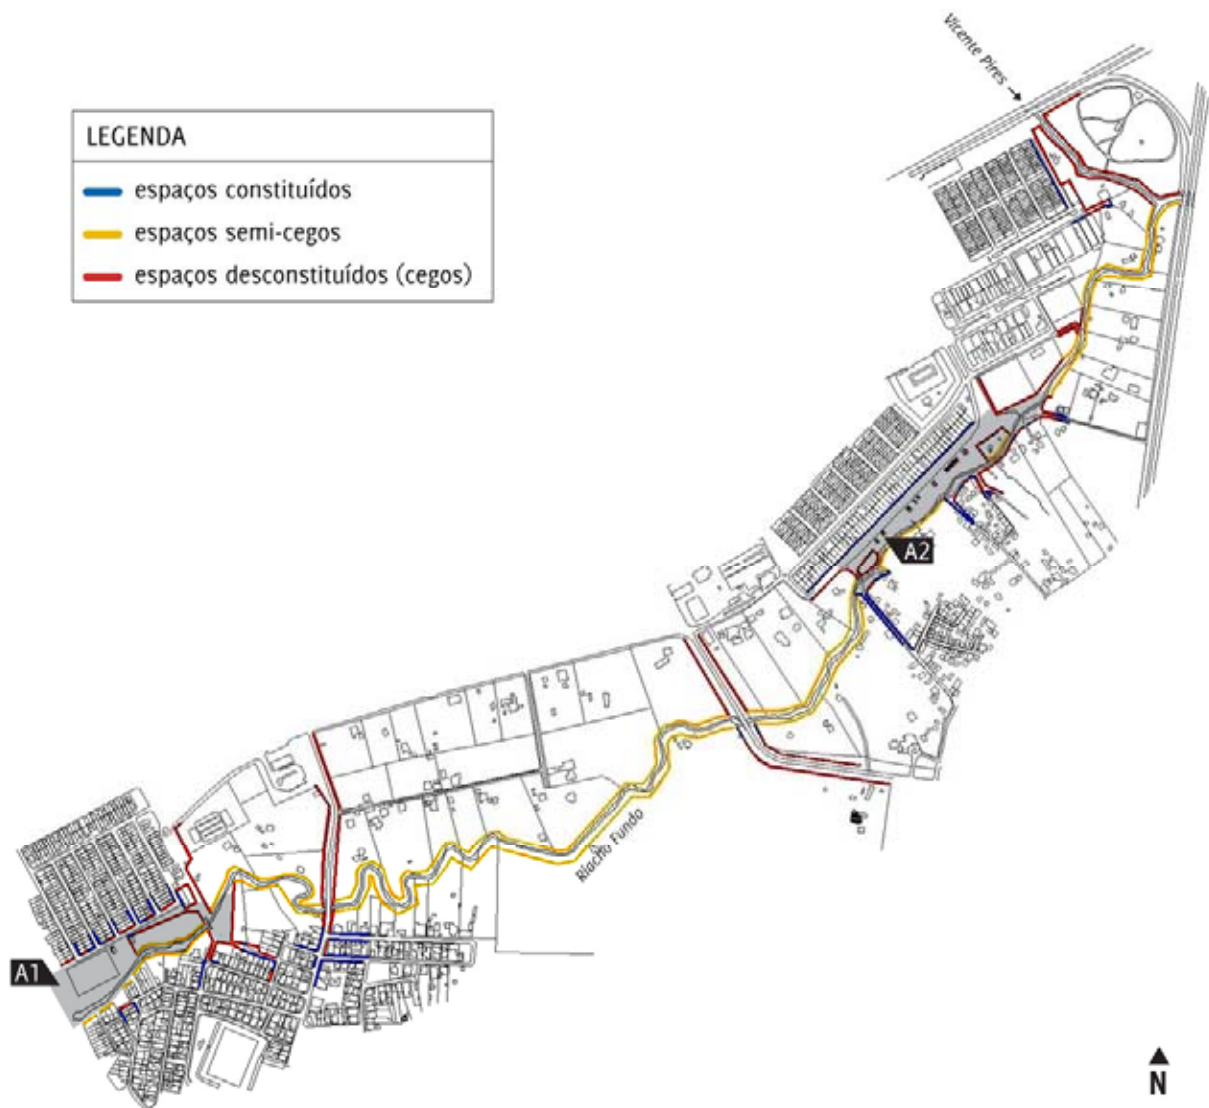 Vicente Pires
LEGENDA
espaços constituídos
espaços semi-cegos
espaços desconstituídos (cegos)
A2
Riacho Fundo
A1
N